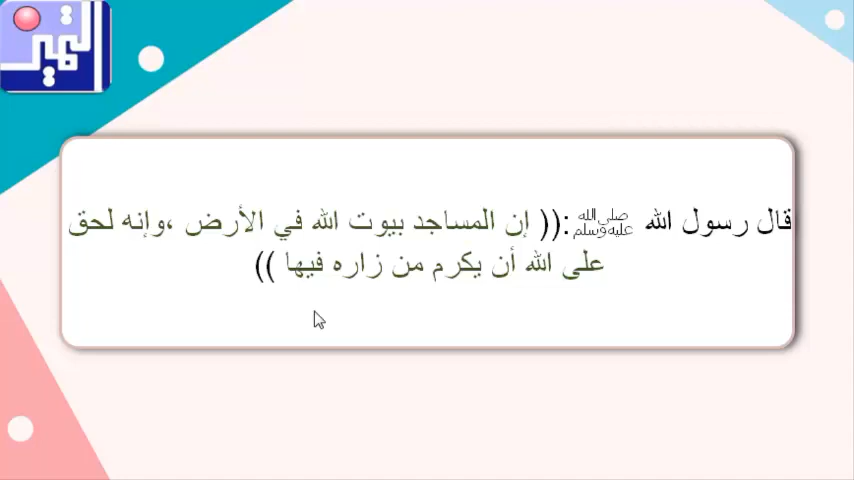 التميز
قال رسول الله ﷺ :(( إن المساجد بيوت الله في الأرض ،وإنه لحق
على الله أن يكرم من زاره فيها ))